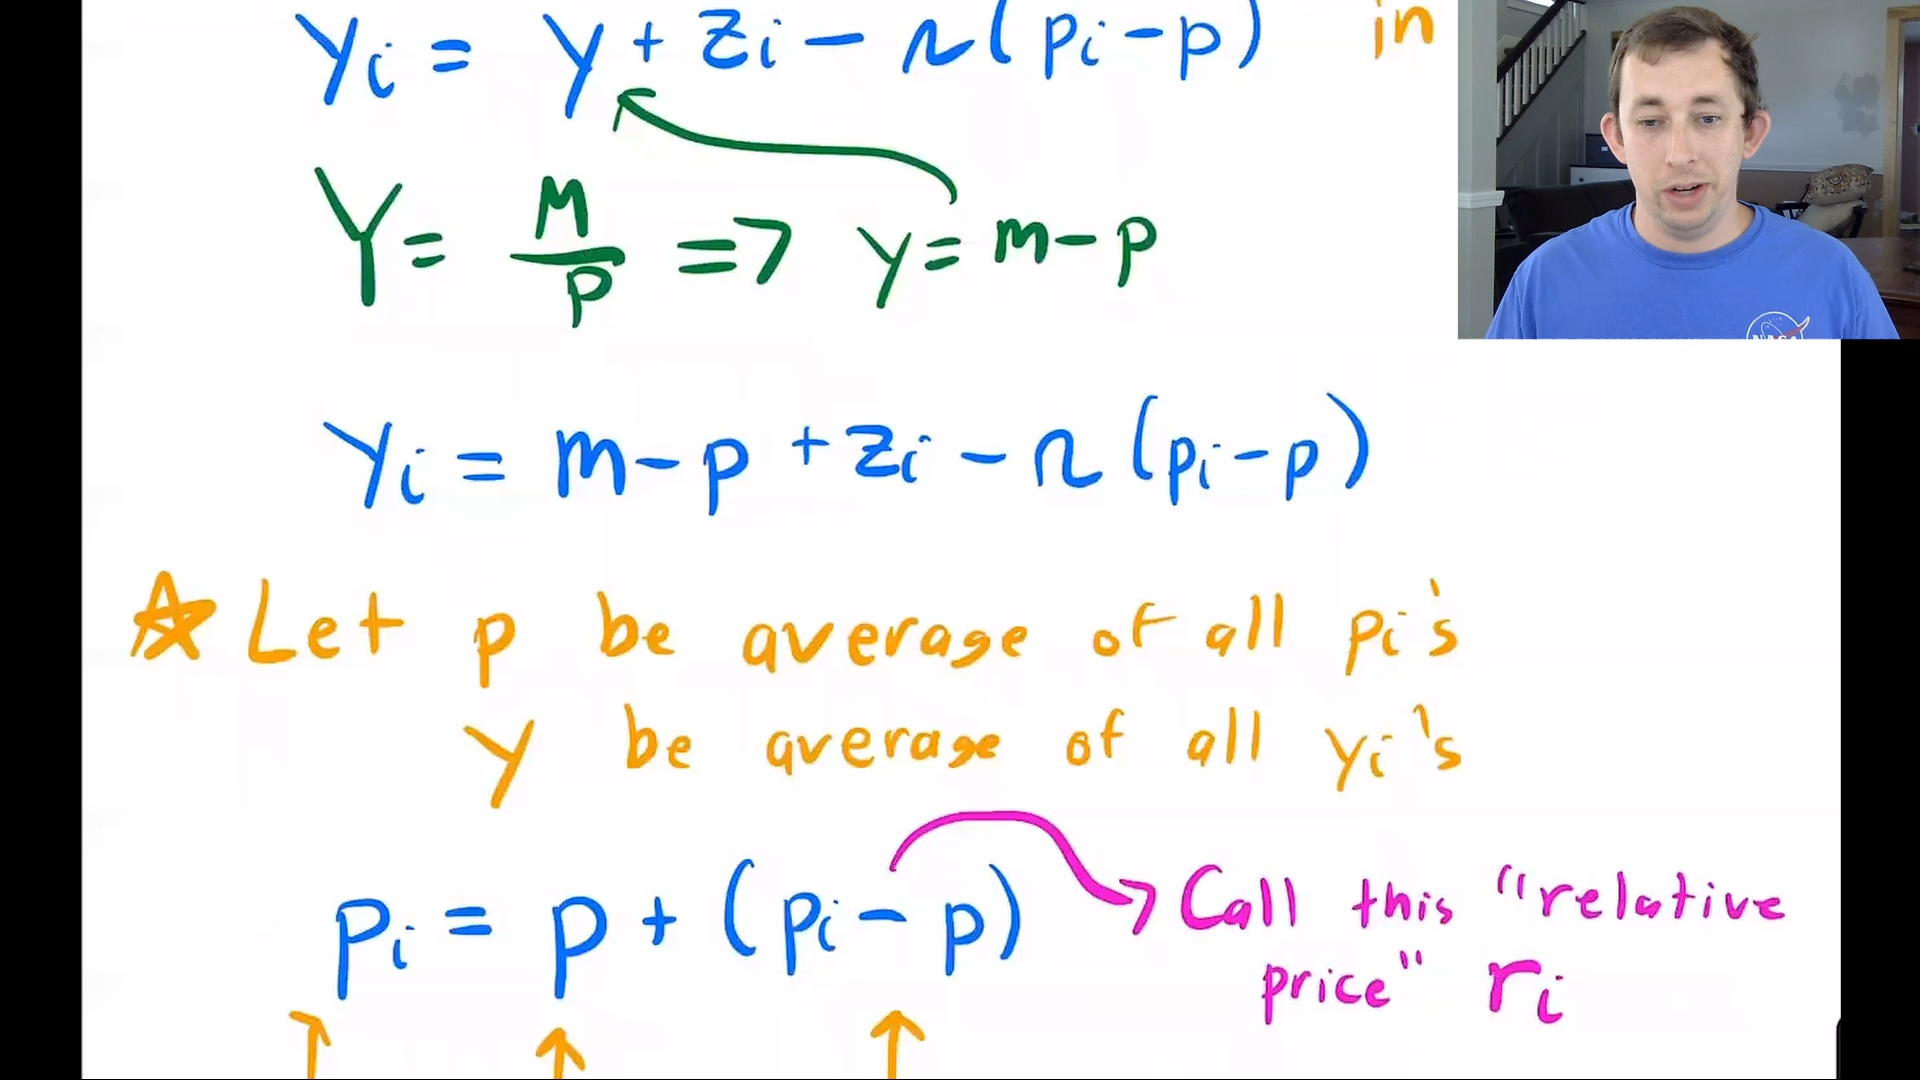 yi = y + zi − η(pi − p) in
Y = M/P => y = m − p
yi = m − p + zi − η(pi − p)
☆ Let p be average of all pi's
y be average of all yi's
pi = p + (pi − p) → Call this "relative
price" ri
NASA